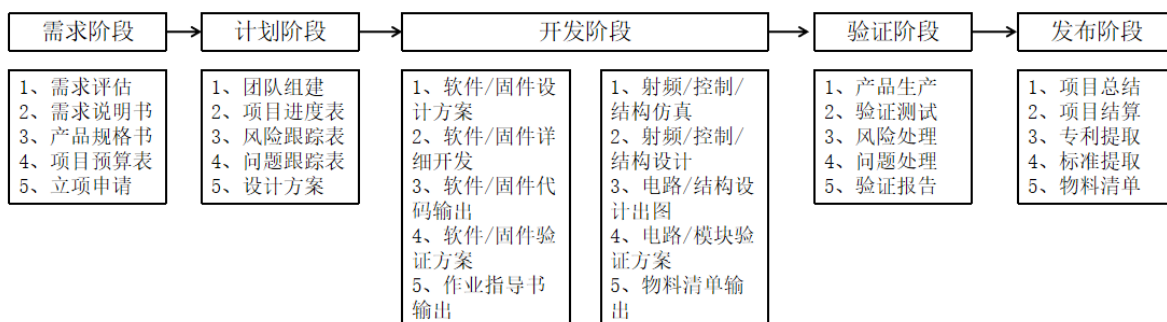 需求阶段
计划阶段
开发阶段
验证阶段
发布阶段
1、需求评估
2、需求说明书
3、产品规格书
4、项目预算表
5、立项申请
1、团队组建
2、项目进度表
3、风险跟踪表
4、问题跟踪表
5、设计方案
1、软件/固件设
计方案
2、软件/固件详
细开发
3、软件/固件代
码输出
4、软件/固件验
证方案
5、作业指导书
输出
1、射频/控制/
结构仿真
2、射频/控制/
结构设计
3、电路/结构设
计出图
4、电路/模块验
证方案
5、物料清单输
出
1、产品生产
2、验证测试
3、风险处理
4、问题处理
5、验证报告
1、项目总结
2、项目结算
3、专利提取
4、标准提取
5、物料清单